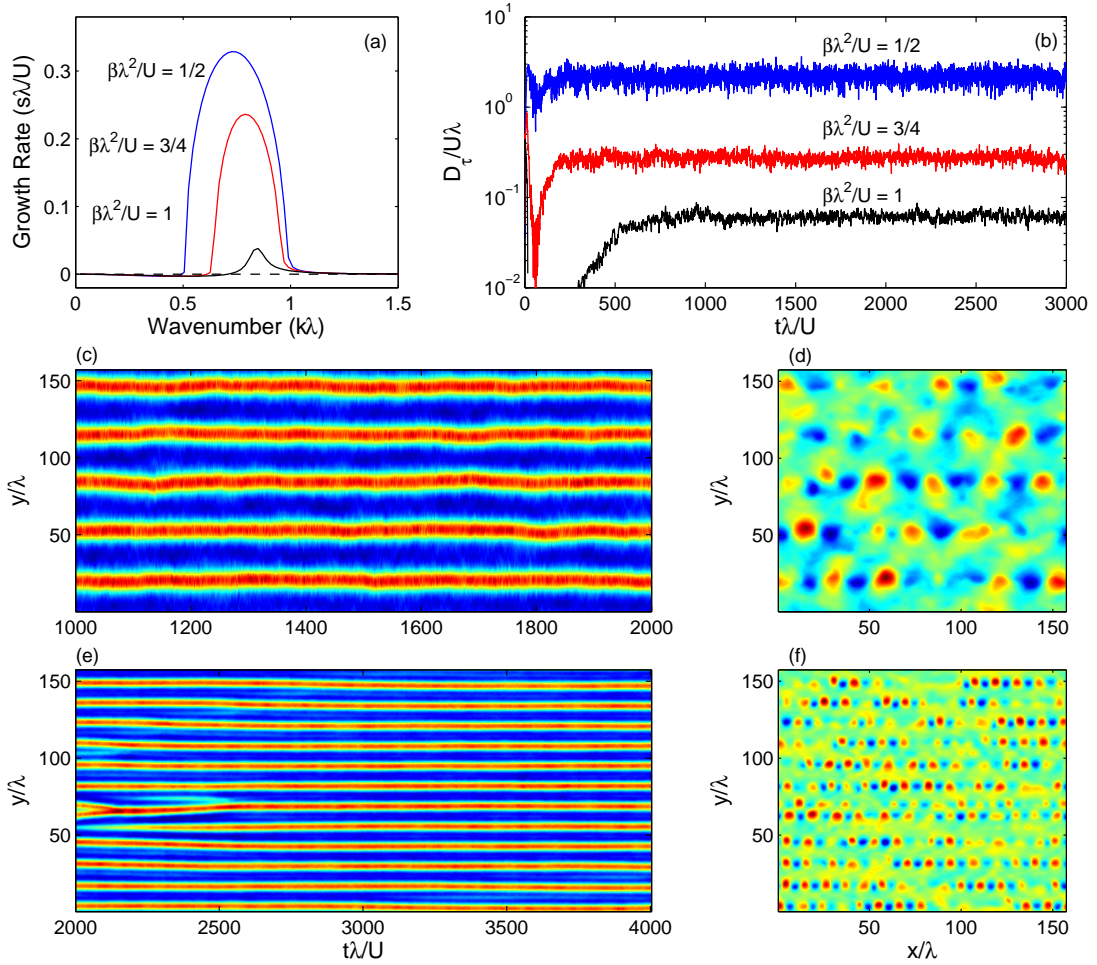 (a)
βλ²/U = 1/2
βλ²/U = 3/4
βλ²/U = 1
Growth Rate (sλ/U)
0.3
0.2
0.1
0
0 0.5 1 1.5
Wavenumber (kλ)
(b)
βλ²/U = 1/2
βλ²/U = 3/4
βλ²/U = 1
D_τ/Uλ
10¹
10⁰
10⁻¹
10⁻²
0 500 1000 1500 2000 2500 3000
tλ/U
(c)
y/λ
150
100
50
1000 1200 1400 1600 1800 2000
(d)
y/λ
150
100
50
50 100 150
(e)
y/λ
150
100
50
2000 2500 3000 3500 4000
tλ/U
(f)
y/λ
150
100
50
50 100 150
x/λ